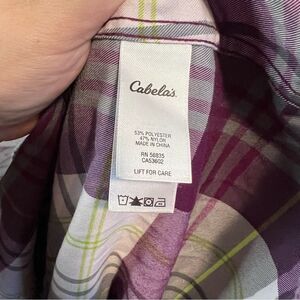 Cabela's
53% POLYESTER
47% NYLON
MADE IN CHINA
RN 56835
CA53602
LIFT FOR CARE